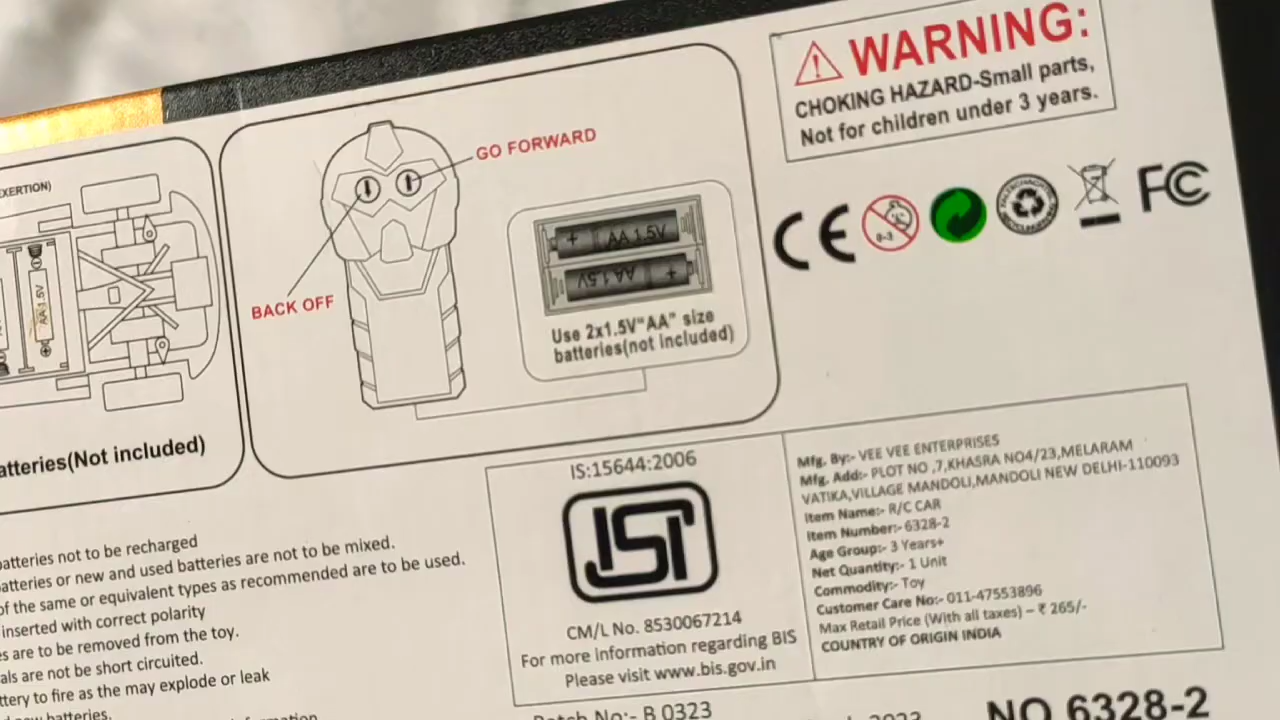 WARNING:
CHOKING HAZARD-Small parts,
Not for children under 3 years.
EXERTION)
GO FORWARD
BACK OFF
AA 1.5V
AA 1.5V
AA 1.5V
Use 2x1.5V"AA" size
batteries(not included)
CE
0-3
FC
atteries(Not included)
atteries not to be recharged
atteries or new and used batteries are not to be mixed.
of the same or equivalent types as recommended are to be used.
inserted with correct polarity
es are to be removed from the toy.
als are not be short circuited.
ttery to fire as the may explode or leak
batteries.
IS:15644:2006
ISI
CM/L No. 8530067214
For more information regarding BIS
Please visit www.bis.gov.in
Mfg. By:- VEE VEE ENTERPRISES
Mfg. Add:- PLOT NO ,7,KHASRA NO4/23,MELARAM
VATIKA,VILLAGE MANDOLI,MANDOLI NEW DELHI-110093
Item Name:- R/C CAR
Item Number:- 6328-2
Age Group:- 3 Years+
Net Quantity:- 1 Unit
Commodity:- Toy
Customer Care No:- 011-47553896
Max Retail Price (With all taxes) – ₹ 265/-
COUNTRY OF ORIGIN INDIA
Batch No:- B 0323
NO 6328-2